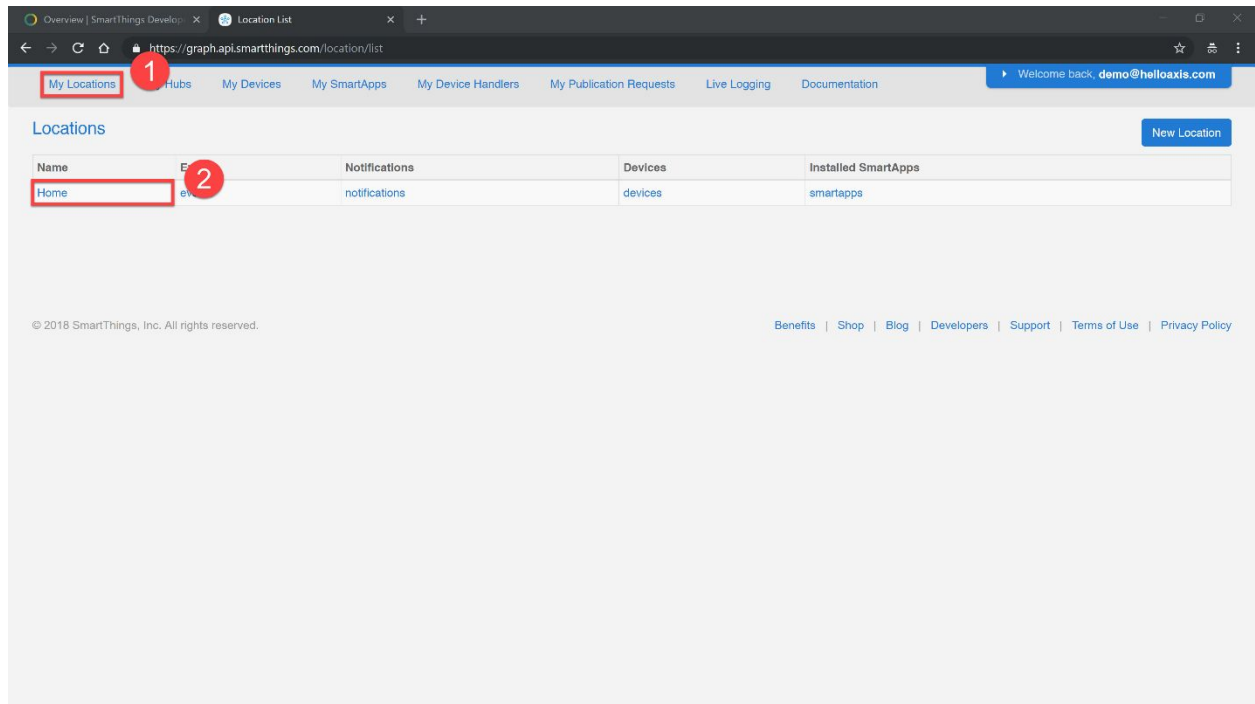 Overview | SmartThings Develop Location List
https://graph.api.smartthings.com/location/list
1
My Locations Hubs My Devices My SmartApps My Device Handlers My Publication Requests Live Logging Documentation Welcome back, demo@helloaxis.com
Locations
New Location
Name Notifications Devices Installed SmartApps
2
Home notifications devices smartapps
© 2018 SmartThings, Inc. All rights reserved. Benefits | Shop | Blog | Developers | Support | Terms of Use | Privacy Policy